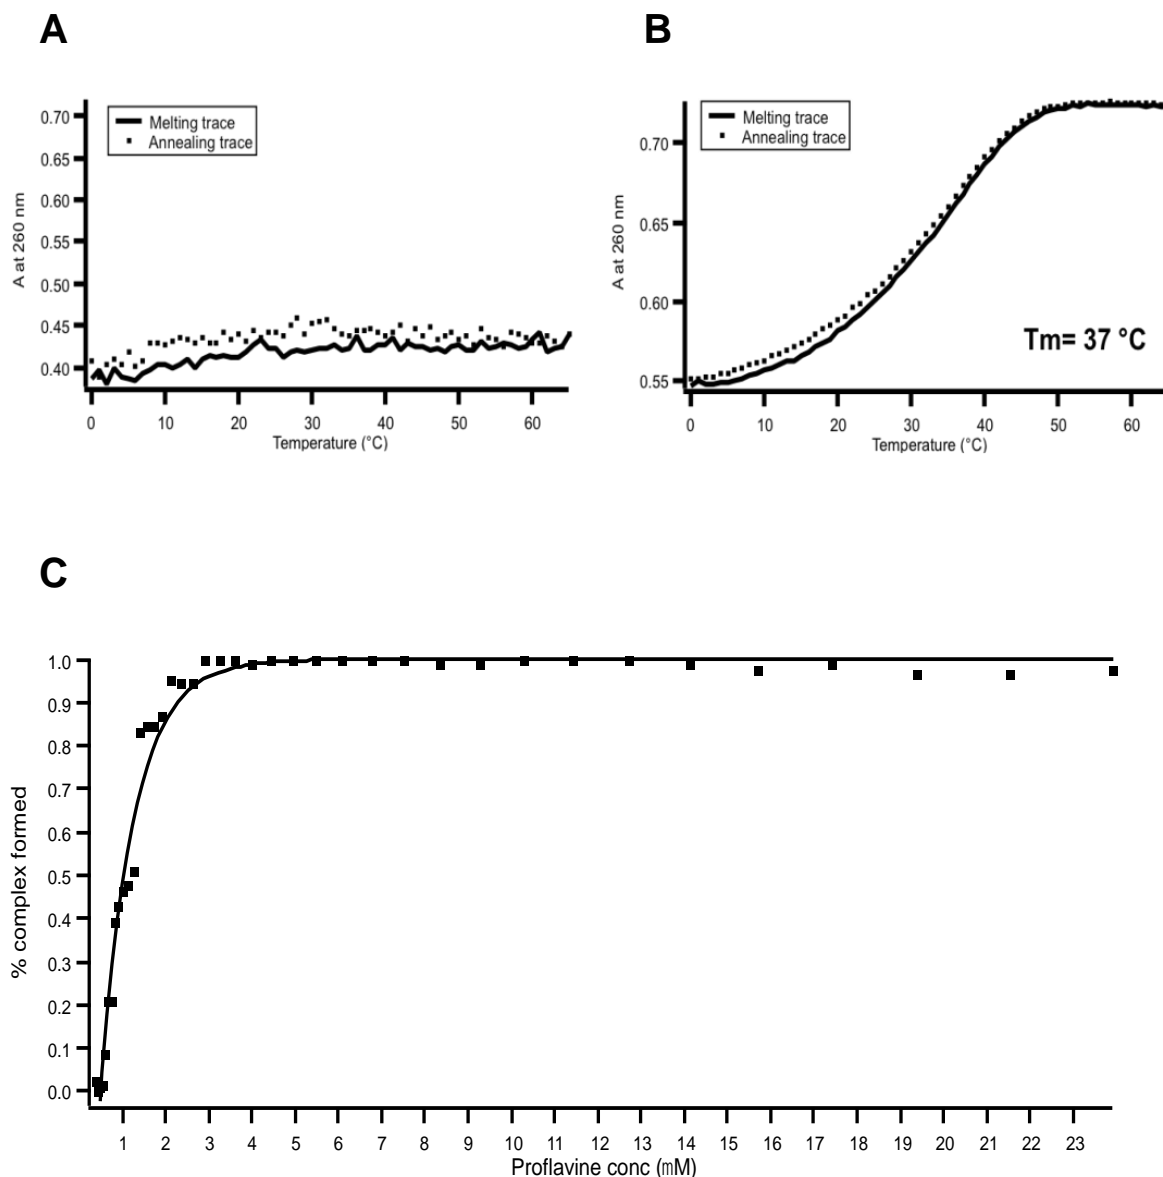 A
B
Melting trace
Annealing trace
0.70
0.65
0.60
0.55
0.50
0.45
0.40
A at 260 nm
0 10 20 30 40 50 60
Temperature (°C)
Melting trace
Annealing trace
0.70
0.65
0.60
0.55
A at 260 nm
Tm= 37 °C
0 10 20 30 40 50 60
Temperature (°C)
C
1.0
0.9
0.8
0.7
0.6
0.5
0.4
0.3
0.2
0.1
0.0
% complex formed
1 2 3 4 5 6 7 8 9 10 11 12 13 14 15 16 17 18 19 20 21 22 23
Proflavine conc (mM)